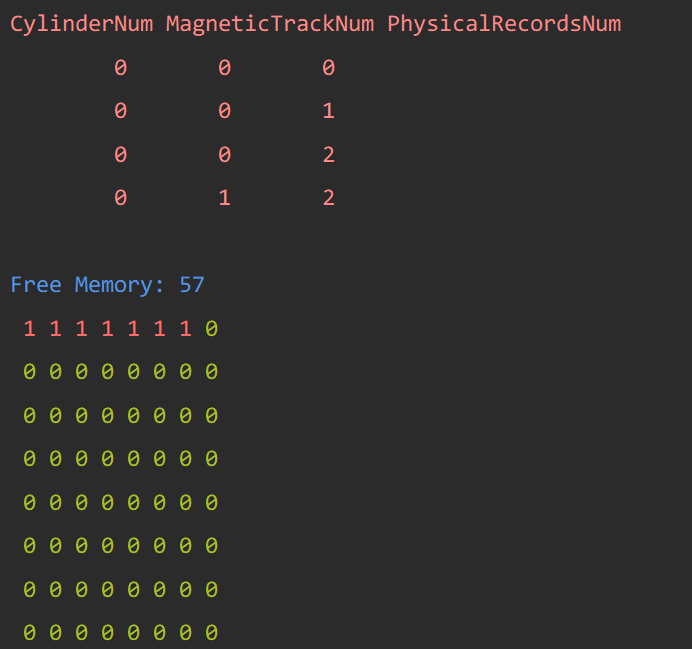 CylinderNum MagneticTrackNum PhysicalRecordsNum
0 0 0
0 0 1
0 0 2
0 1 2
Free Memory: 57
1 1 1 1 1 1 1 0
0 0 0 0 0 0 0 0
0 0 0 0 0 0 0 0
0 0 0 0 0 0 0 0
0 0 0 0 0 0 0 0
0 0 0 0 0 0 0 0
0 0 0 0 0 0 0 0
0 0 0 0 0 0 0 0